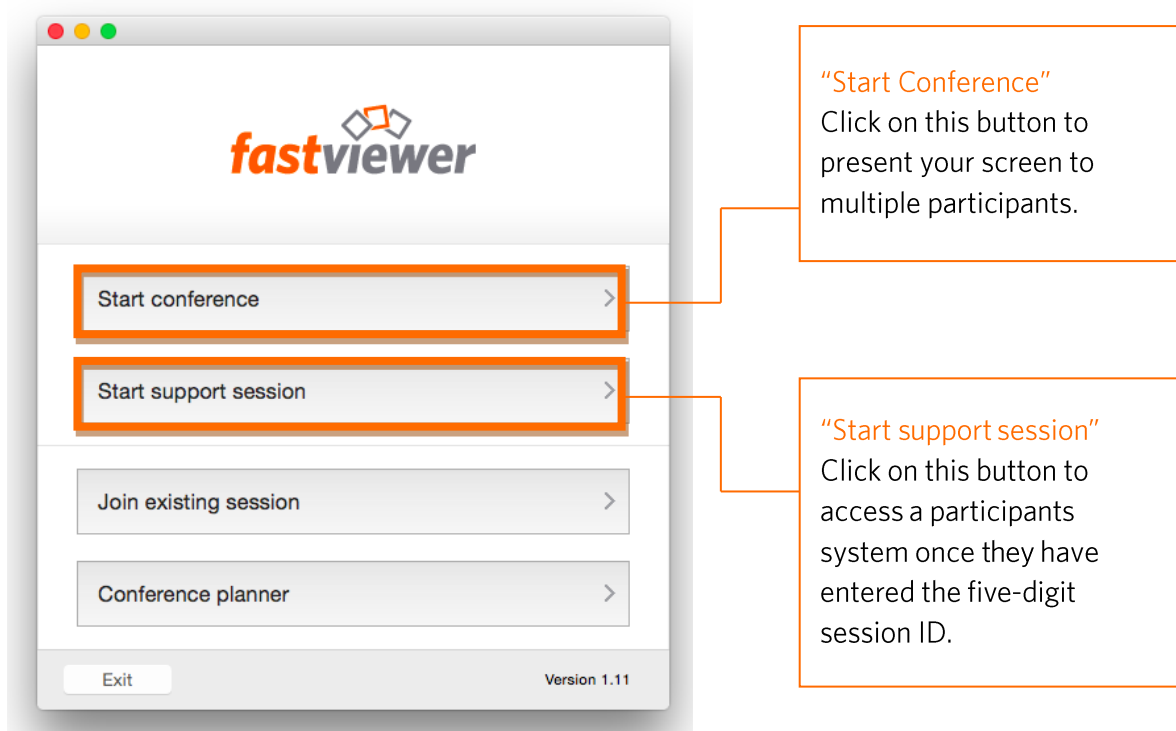 fastviewer
Start conference
Start support session
Join existing session
Conference planner
Exit
Version 1.11
“Start Conference”
Click on this button to
present your screen to
multiple participants.
“Start support session”
Click on this button to
access a participants
system once they have
entered the five-digit
session ID.